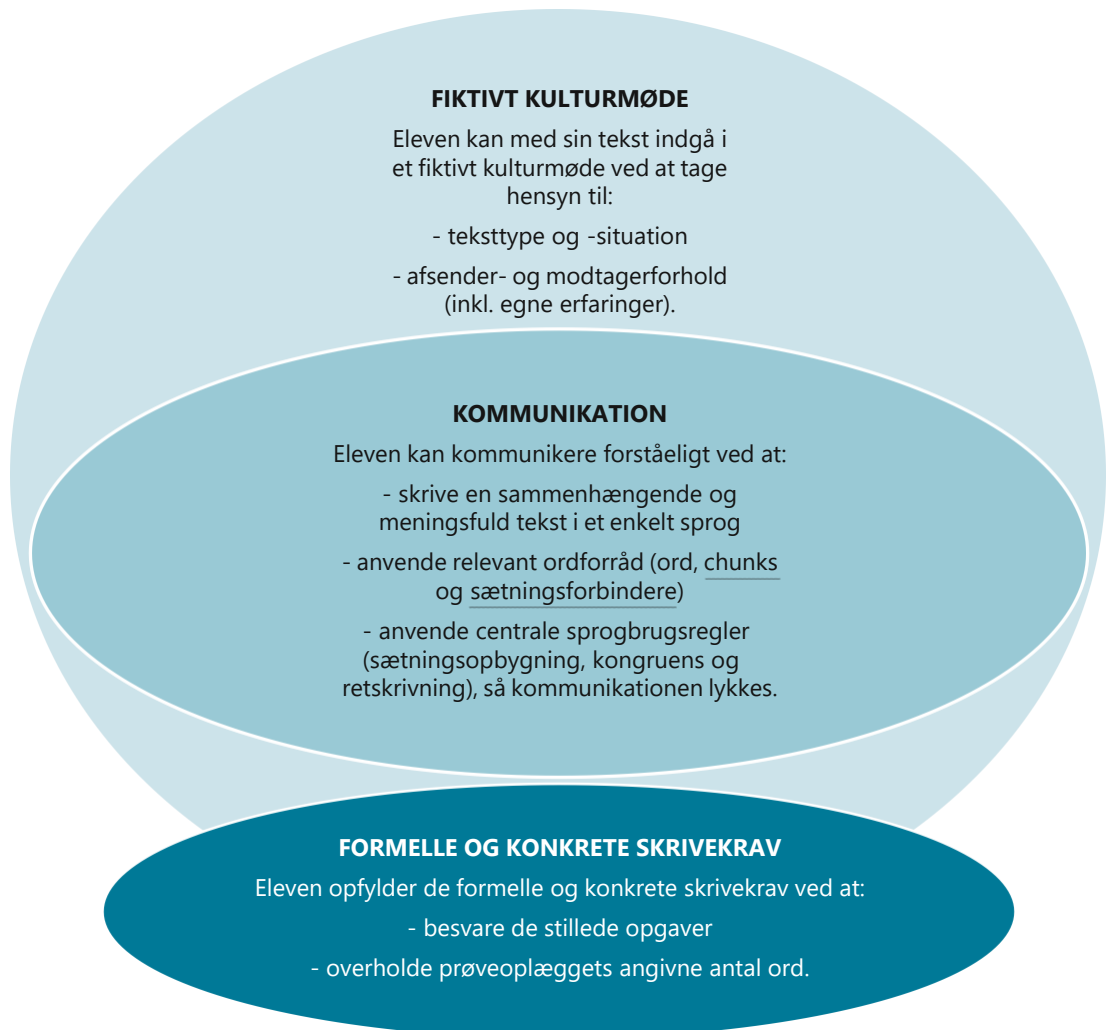 FIKTIVT KULTURMØDE
Eleven kan med sin tekst indgå i
et fiktivt kulturmøde ved at tage
hensyn til:
- teksttype og -situation
- afsender- og modtagerforhold
(inkl. egne erfaringer).
KOMMUNIKATION
Eleven kan kommunikere forståeligt ved at:
- skrive en sammenhængende og
meningsfuld tekst i et enkelt sprog
- anvende relevant ordforråd (ord, chunks
og sætningsforbindere)
- anvende centrale sprogbrugsregler
(sætningsopbygning, kongruens og
retskrivning), så kommunikationen lykkes.
FORMELLE OG KONKRETE SKRIVEKRAV
Eleven opfylder de formelle og konkrete skrivekrav ved at:
- besvare de stillede opgaver
- overholde prøveoplæggets angivne antal ord.